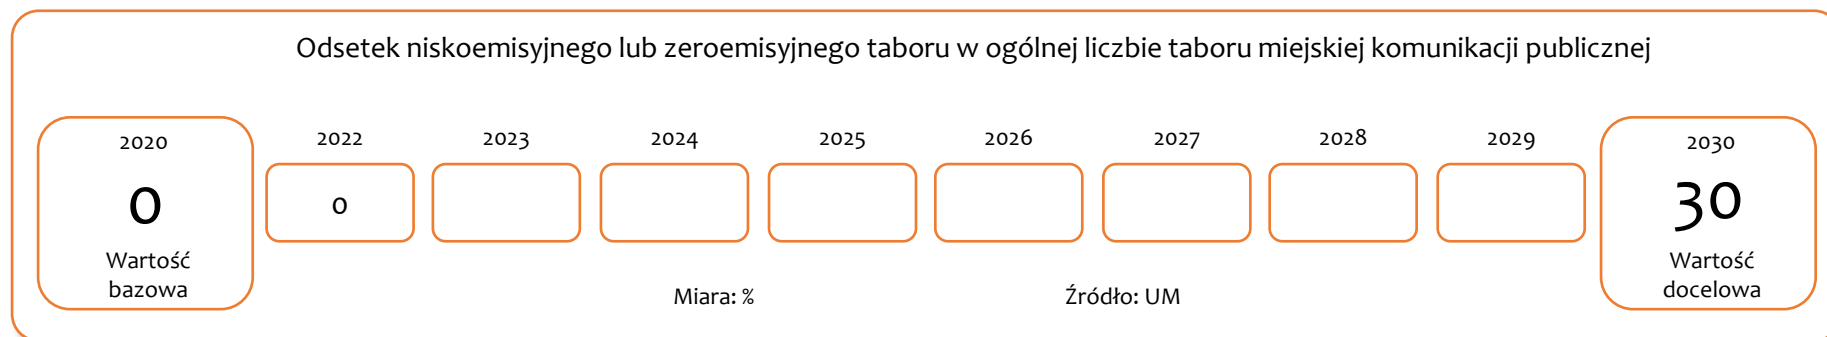 Odsetek niskoemisyjnego lub zeroemisyjnego taboru w ogólnej liczbie taboru miejskiej komunikacji publicznej
2020
0
Wartość
bazowa
2022
0
2023
2024
2025
2026
2027
2028
2029
2030
30
Wartość
docelowa
Miara: %
Źródło: UM